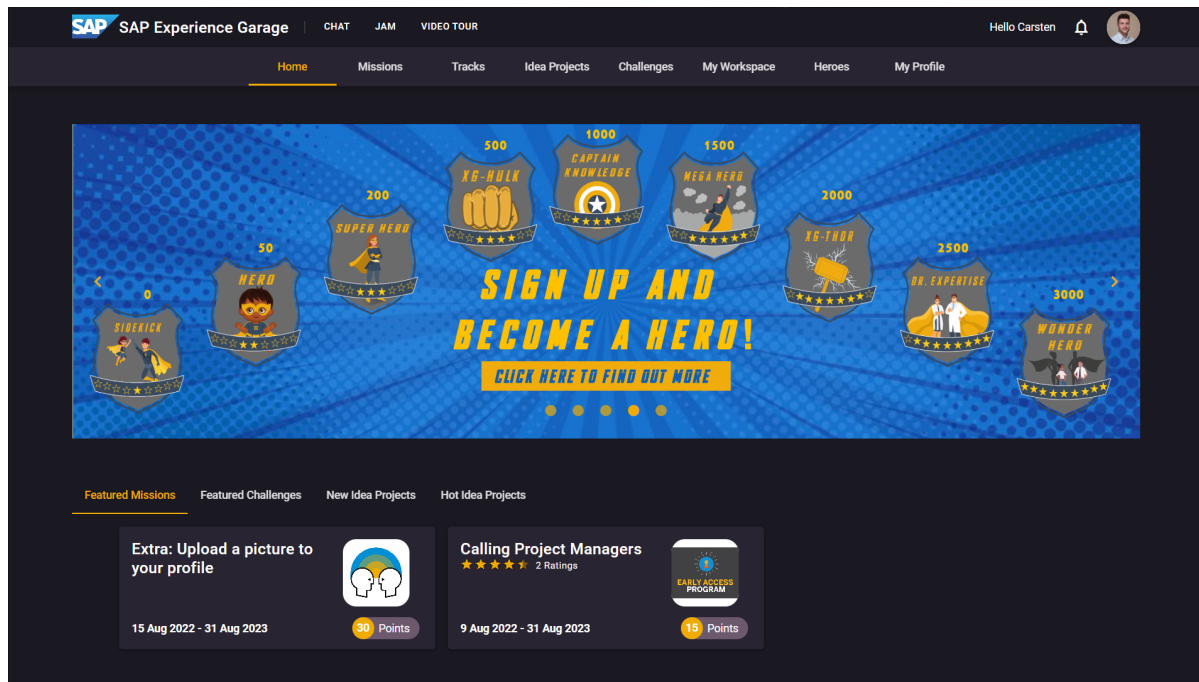 SAP SAP Experience Garage CHAT JAM VIDEO TOUR Hello Carsten
Home Missions Tracks Idea Projects Challenges My Workspace Heroes My Profile
0
SIDEKICK
50
HERO
200
SUPER HERO
500
XG-HULK
1000
CAPTAIN
KNOWLEDGE
1500
MEGA HERO
2000
XG-THOR
2500
DR. EXPERTISE
3000
WONDER
HERO
SIGN UP AND
BECOME A HERO!
CLICK HERE TO FIND OUT MORE
Featured Missions Featured Challenges New Idea Projects Hot Idea Projects
Extra: Upload a picture to
your profile
15 Aug 2022 - 31 Aug 2023
30 Points
Calling Project Managers
2 Ratings
EARLY ACCESS
PROGRAM
9 Aug 2022 - 31 Aug 2023
15 Points